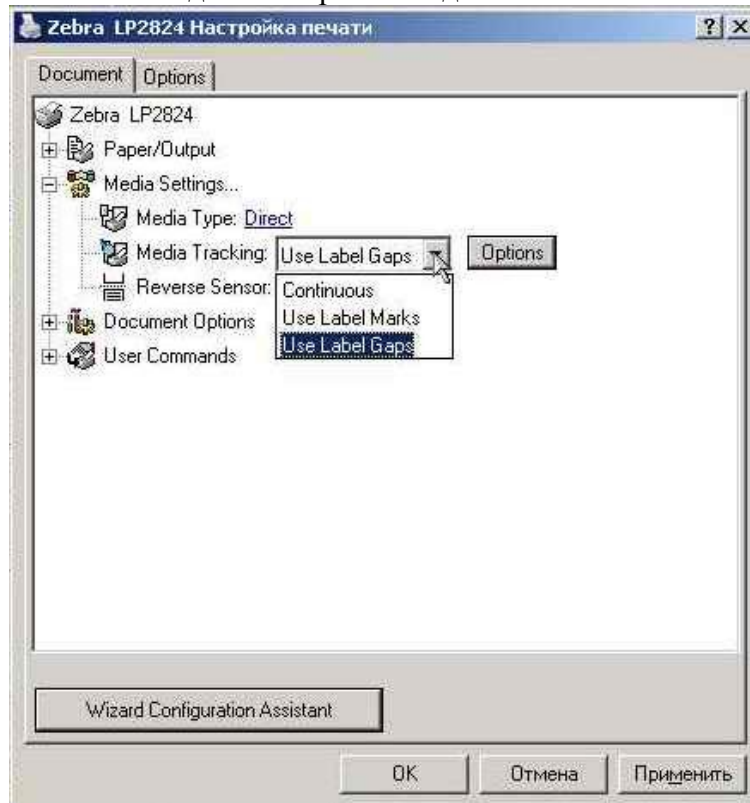 Zebra LP2824 Настройка печати
Document Options
Zebra LP2824
Paper/Output
Media Settings...
Media Type: Direct
Media Tracking: Use Label Gaps Options
Reverse Sensor: Continuous
Document Options Use Label Marks
Use Label Gaps
User Commands
Wizard Configuration Assistant
OK Отмена Применить